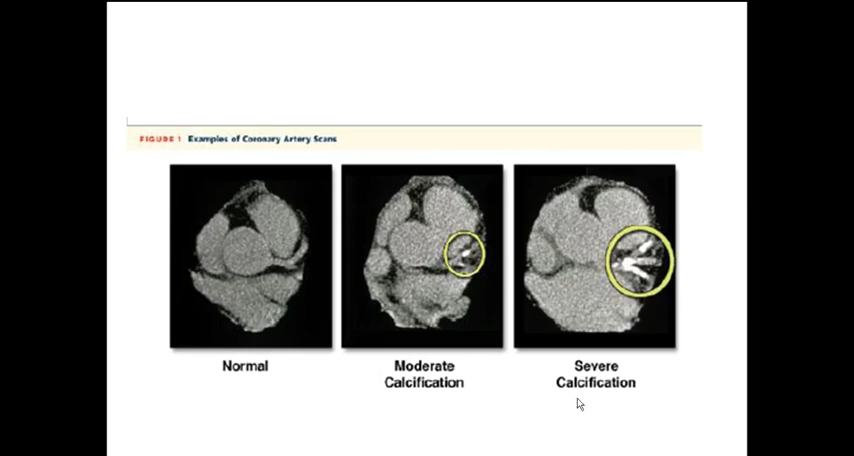 FIGURE 1 Examples of Coronary Artery Scans
Normal
Moderate
Calcification
Severe
Calcification